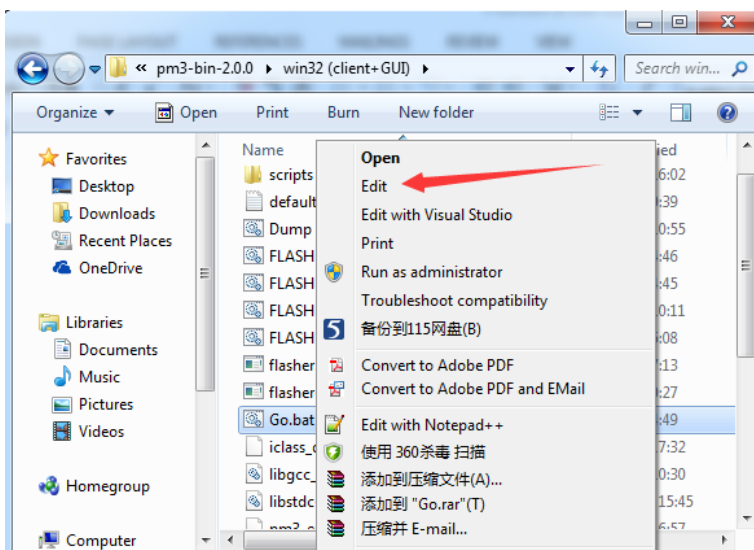 « pm3-bin-2.0.0 ▸ win32 (client+GUI) ▸
Search win...
Organize
Open
Print
Burn
New folder
Favorites
Desktop
Downloads
Recent Places
OneDrive
Libraries
Documents
Music
Pictures
Videos
Homegroup
Computer
Name
scripts
default
Dump
FLASH
FLASH
FLASH
FLASH
flasher
flasher
Go.bat
iclass_
libgcc_
libstdc
Open
Edit
Edit with Visual Studio
Print
Run as administrator
Troubleshoot compatibility
备份到115网盘(B)
Convert to Adobe PDF
Convert to Adobe PDF and EMail
Edit with Notepad++
使用 360杀毒 扫描
添加到压缩文件(A)...
添加到 "Go.rar"(T)
压缩并 E-mail...
ied
6:02
:39
0:55
:46
:45
0:11
:08
:13
:27
:49
7:32
0:30
15:45
6:57